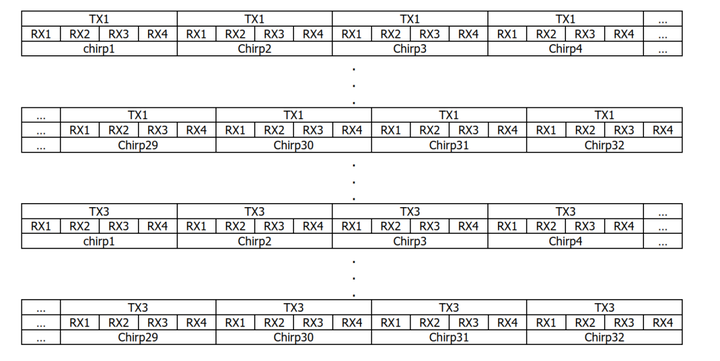 TX1 TX1 TX1 TX1 ...
RX1 RX2 RX3 RX4 RX1 RX2 RX3 RX4 RX1 RX2 RX3 RX4 RX1 RX2 RX3 RX4 ...
chirp1 Chirp2 Chirp3 Chirp4 ...
.
.
.
... TX1 TX1 TX1 TX1
... RX1 RX2 RX3 RX4 RX1 RX2 RX3 RX4 RX1 RX2 RX3 RX4 RX1 RX2 RX3 RX4
... Chirp29 Chirp30 Chirp31 Chirp32
.
.
.
TX3 TX3 TX3 TX3 ...
RX1 RX2 RX3 RX4 RX1 RX2 RX3 RX4 RX1 RX2 RX3 RX4 RX1 RX2 RX3 RX4 ...
chirp1 Chirp2 Chirp3 Chirp4 ...
.
.
.
... TX3 TX3 TX3 TX3
... RX1 RX2 RX3 RX4 RX1 RX2 RX3 RX4 RX1 RX2 RX3 RX4 RX1 RX2 RX3 RX4
... Chirp29 Chirp30 Chirp31 Chirp32